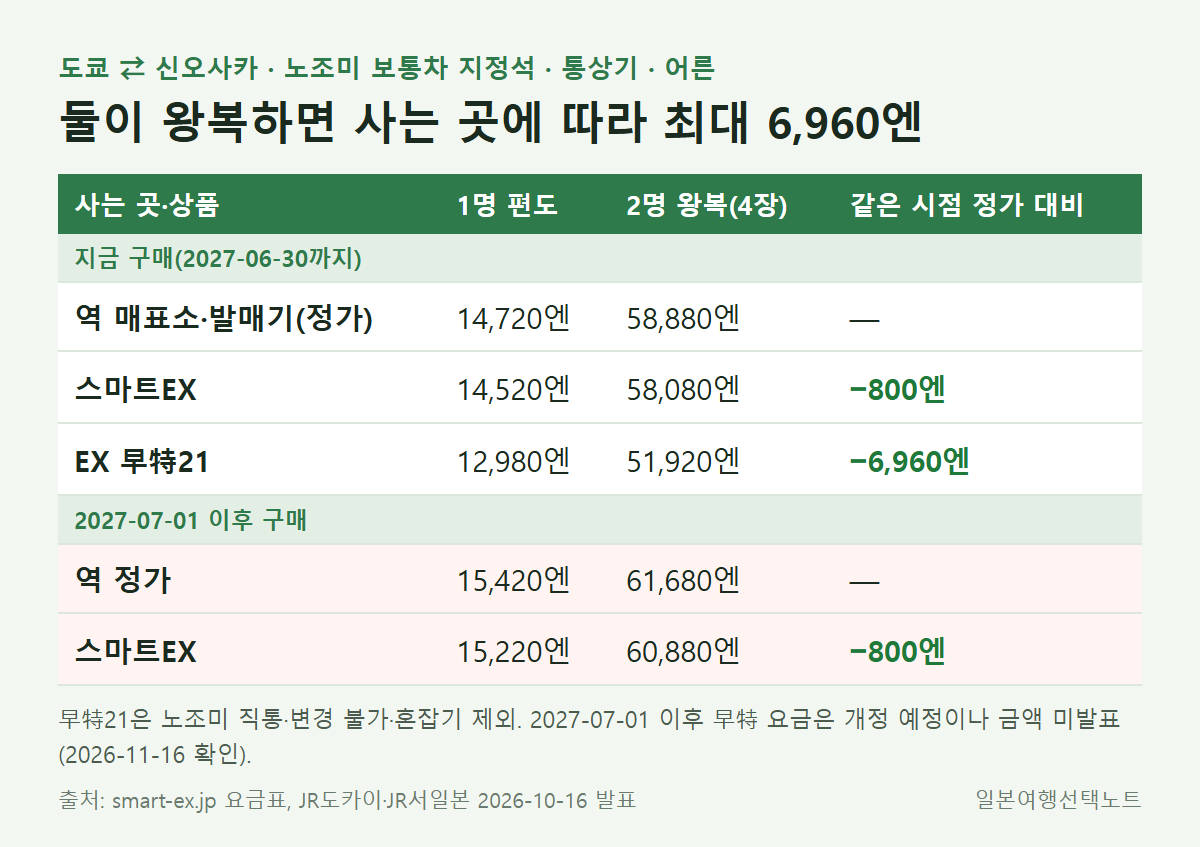 도쿄 ⇄ 신오사카 · 노조미 보통차 지정석 · 통상기 · 어른
둘이 왕복하면 사는 곳에 따라 최대 6,960엔
사는 곳·상품 1명 편도 2명 왕복(4장) 같은 시점 정가 대비
지금 구매(2027-06-30까지)
역 매표소·발매기(정가) 14,720엔 58,880엔 —
스마트EX 14,520엔 58,080엔 −800엔
EX 早特21 12,980엔 51,920엔 −6,960엔
2027-07-01 이후 구매
역 정가 15,420엔 61,680엔 —
스마트EX 15,220엔 60,880엔 −800엔
早特21은 노조미 직통·변경 불가·혼잡기 제외. 2027-07-01 이후 早特 요금은 개정 예정이나 금액 미발표
(2026-11-16 확인).
출처: smart-ex.jp 요금표, JR도카이·JR서일본 2026-10-16 발표 일본여행선택노트